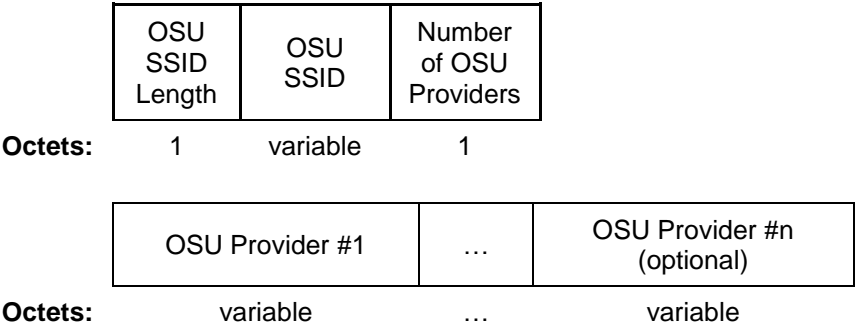 OSU
SSID
Length
OSU
SSID
Number
of OSU
Providers
Octets: 1 variable 1
OSU Provider #1
…
OSU Provider #n
(optional)
Octets: variable … variable